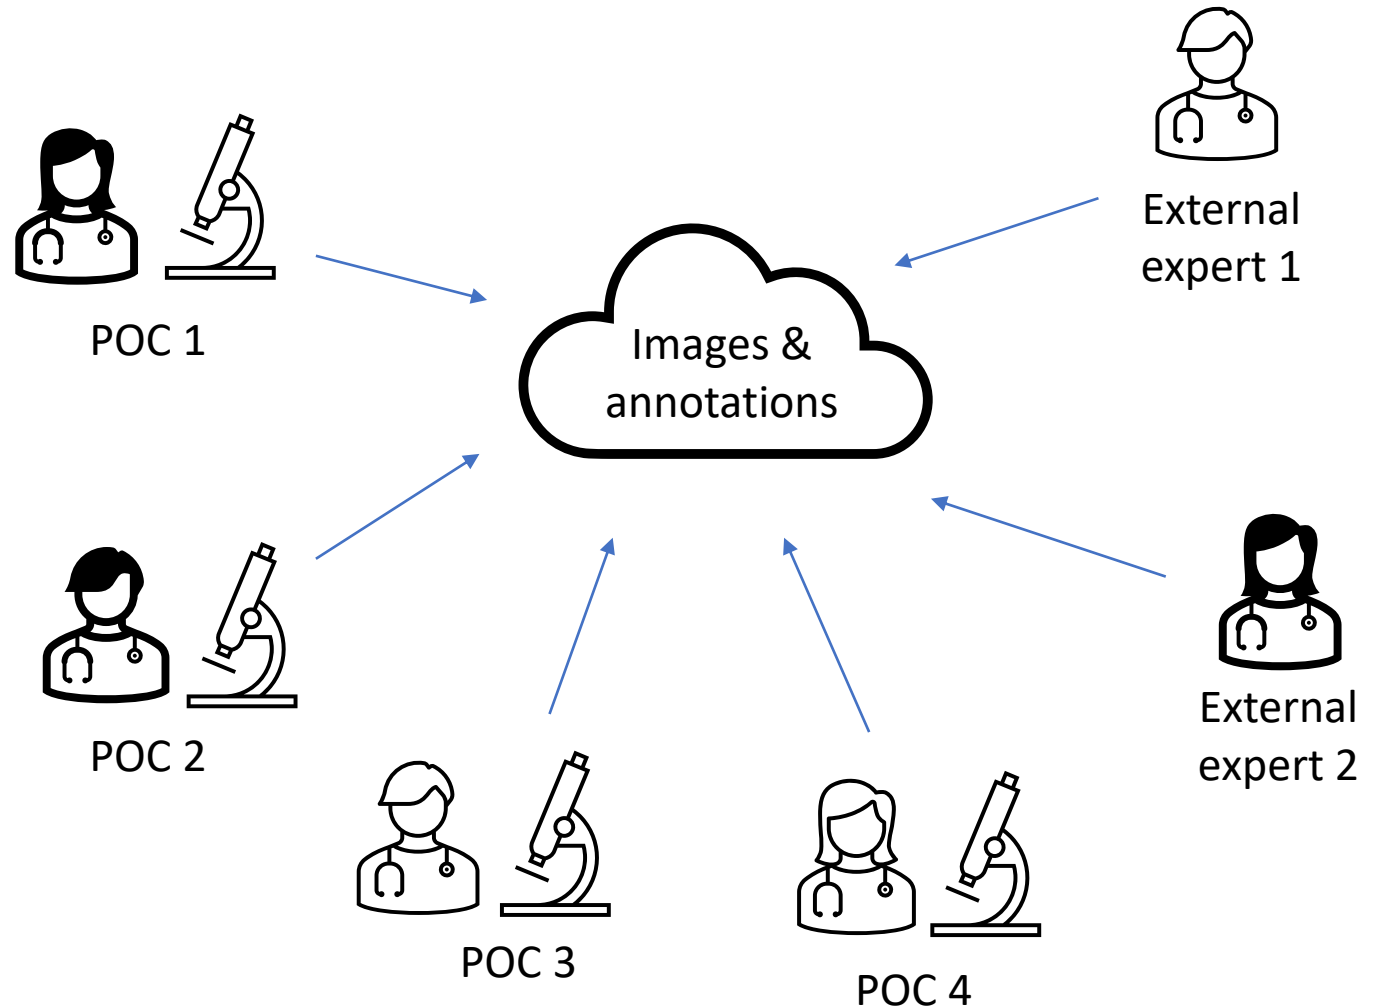 External
expert 1
POC 1
Images &
annotations
POC 2
External
expert 2
POC 3
POC 4